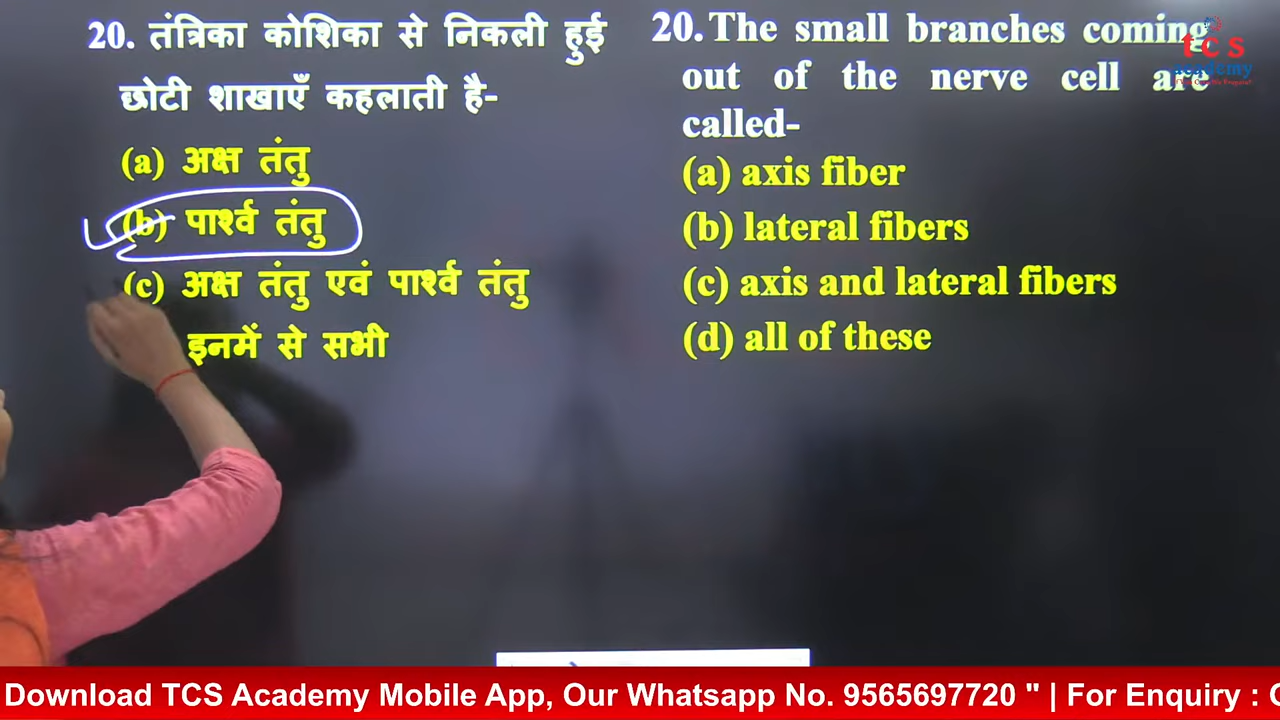 20. तंत्रिका कोशिका से निकली हुई
छोटी शाखाएँ कहलाती है-
(a) अक्ष तंतु
(b) पार्श्व तंतु
(c) अक्ष तंतु एवं पार्श्व तंतु
इनमें से सभी
20. The small branches coming
out of the nerve cell are
called-
(a) axis fiber
(b) lateral fibers
(c) axis and lateral fibers
(d) all of these
tcs
academy
Download TCS Academy Mobile App, Our Whatsapp No. 9565697720 " | For Enquiry :